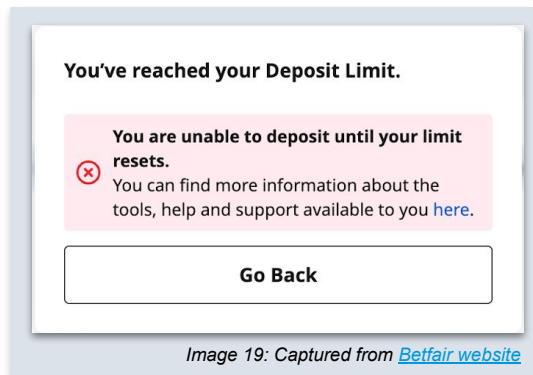 You've reached your Deposit Limit.
You are unable to deposit until your limit
resets.
You can find more information about the
tools, help and support available to you here.
Go Back
Image 19: Captured from Betfair website